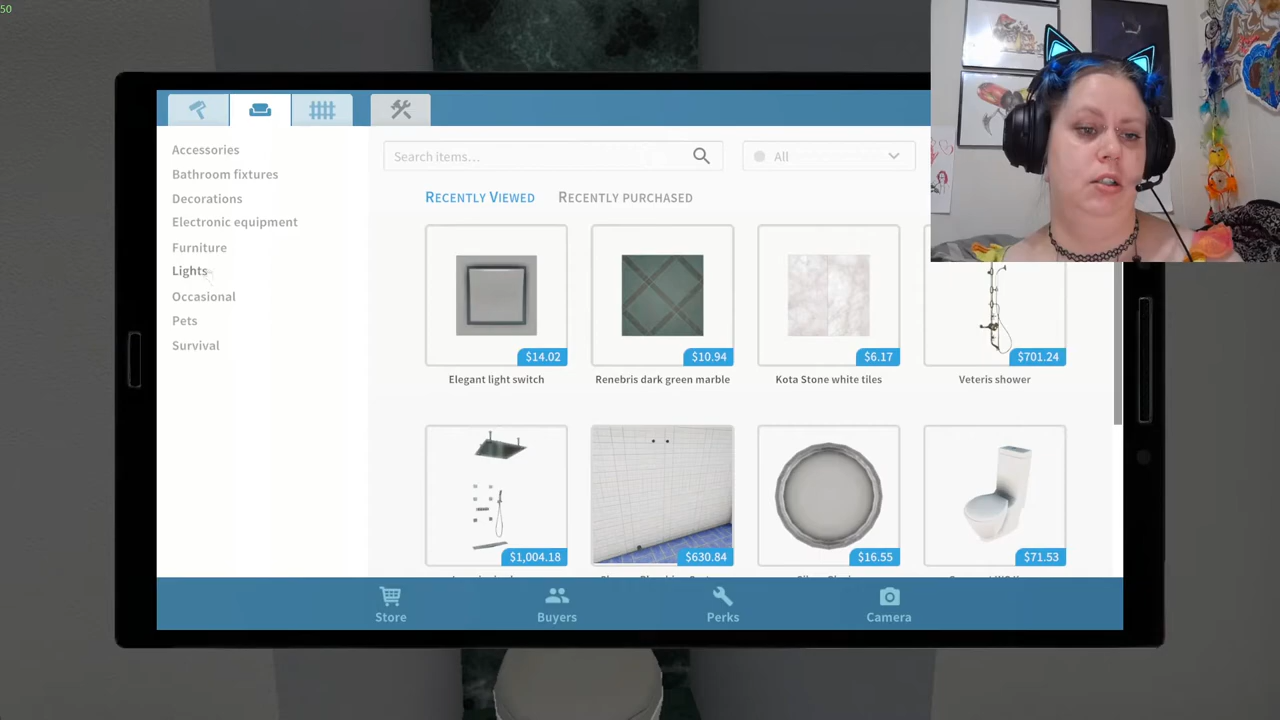 50
Accessories
Bathroom fixtures
Decorations
Electronic equipment
Furniture
Lights
Occasional
Pets
Survival
Search items...
All
RECENTLY VIEWED RECENTLY PURCHASED
$14.02 $10.94 $6.17 $701.24
Elegant light switch Renebris dark green marble Kota Stone white tiles Veteris shower
$1,004.18 $630.84 $16.55 $71.53
Store Buyers Perks Camera